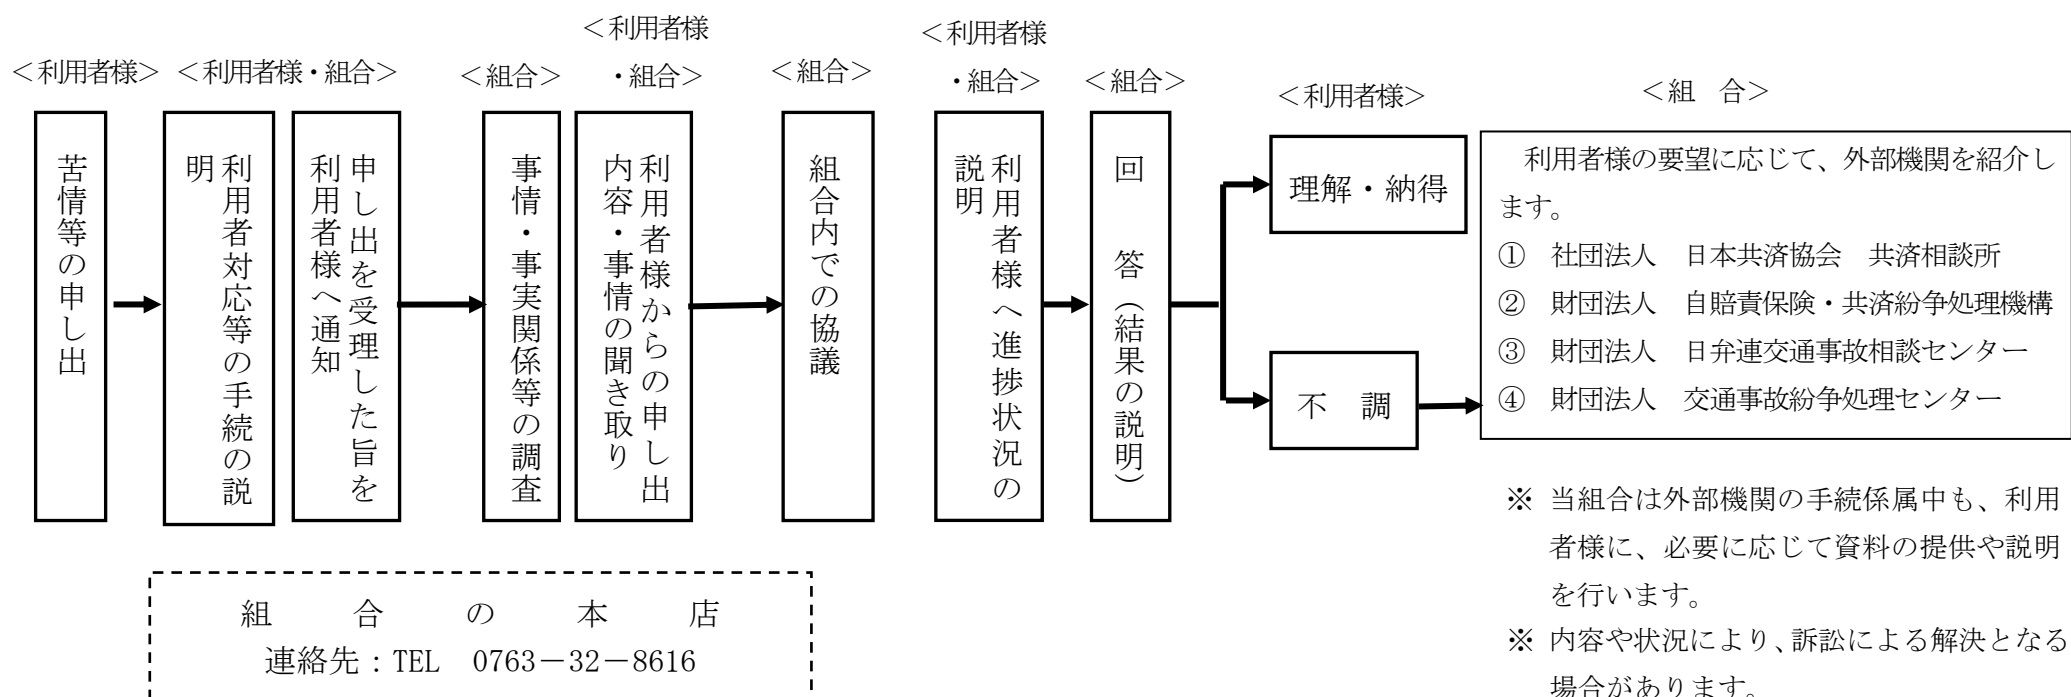 ＜利用者様＞
＜利用者様・組合＞
＜組合＞
＜利用者様
・組合＞
＜組合＞
＜利用者様
・組合＞
＜組合＞
＜利用者様＞
＜組　合＞
苦情等の申し出
利用者対応等の手続の説
明
申し出を受理した旨を
利用者様へ通知
事情・事実関係等の調査
利用者様からの申し出
内容・事情の聞き取り
組合内での協議
利用者様へ進捗状況の
説明
回　答（結果の説明）
理解・納得
不　調
利用者様の要望に応じて、外部機関を紹介し
ます。
①　社団法人　日本共済協会　共済相談所
②　財団法人　自賠責保険・共済紛争処理機構
③　財団法人　日弁連交通事故相談センター
④　財団法人　交通事故紛争処理センター
※ 当組合は外部機関の手続係属中も、利用
者様に、必要に応じて資料の提供や説明
を行います。
※ 内容や状況により、訴訟による解決となる
場合があります。
組　合　の　本　店
連絡先：TEL　0763－32－8616